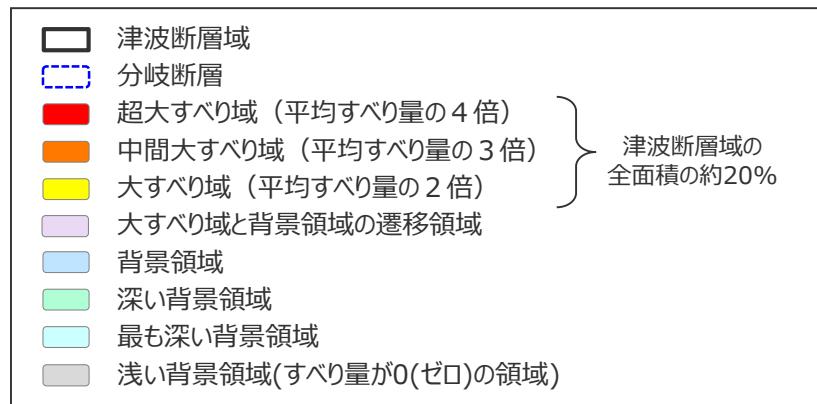 津波断層域
分岐断層
超大すべり域（平均すべり量の４倍）
中間大すべり域（平均すべり量の３倍）
大すべり域（平均すべり量の２倍）
津波断層域の
全面積の約20%
大すべり域と背景領域の遷移領域
背景領域
深い背景領域
最も深い背景領域
浅い背景領域(すべり量が0(ゼロ)の領域)